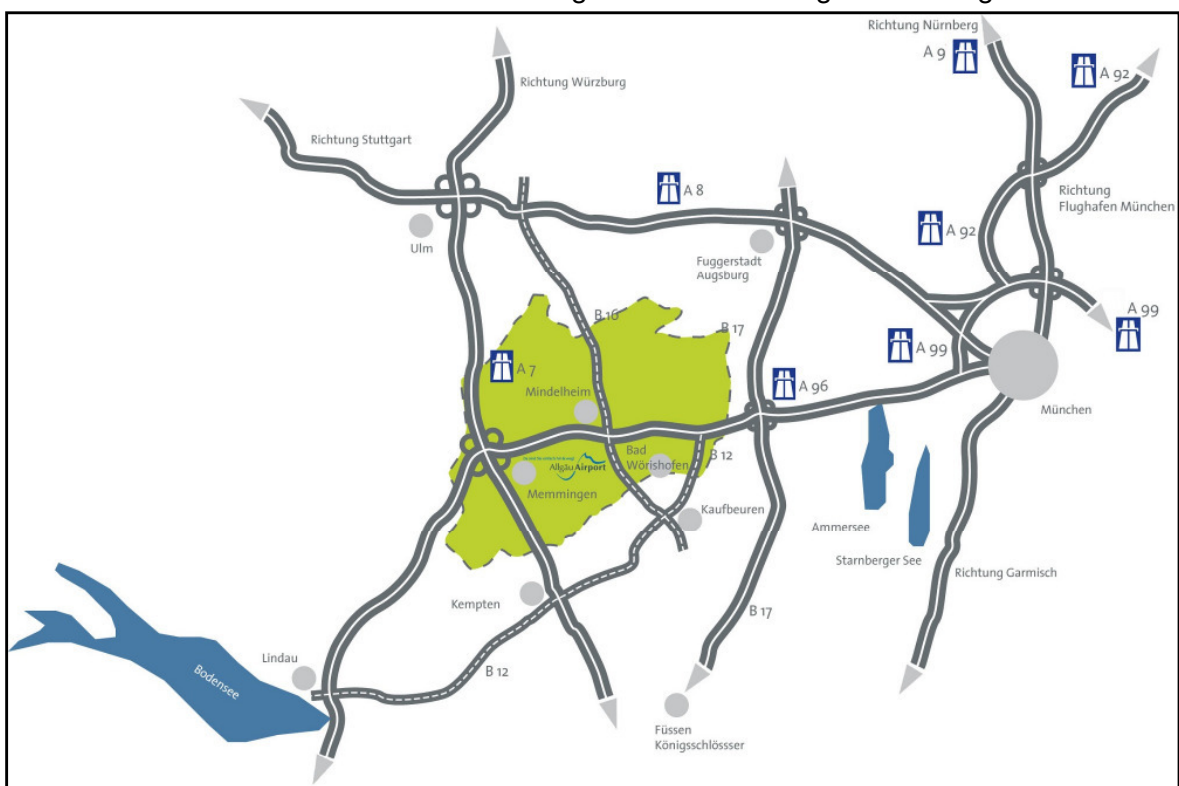 Richtung Nürnberg
A 9
A 92
Richtung Würzburg
Richtung Stuttgart
A 8
Richtung
Flughafen München
A 92
Ulm
Fuggerstadt
Augsburg
B 16
B 17
A 99
A 99
A 7
A 96
Mindelheim
München
Bad
Wörishofen
B 12
Allgäu Airport
Memmingen
Kaufbeuren
Ammersee
Starnberger See
Richtung Garmisch
Kempten
B 17
Lindau
B 12
Bodensee
Füssen
Königsschlössser